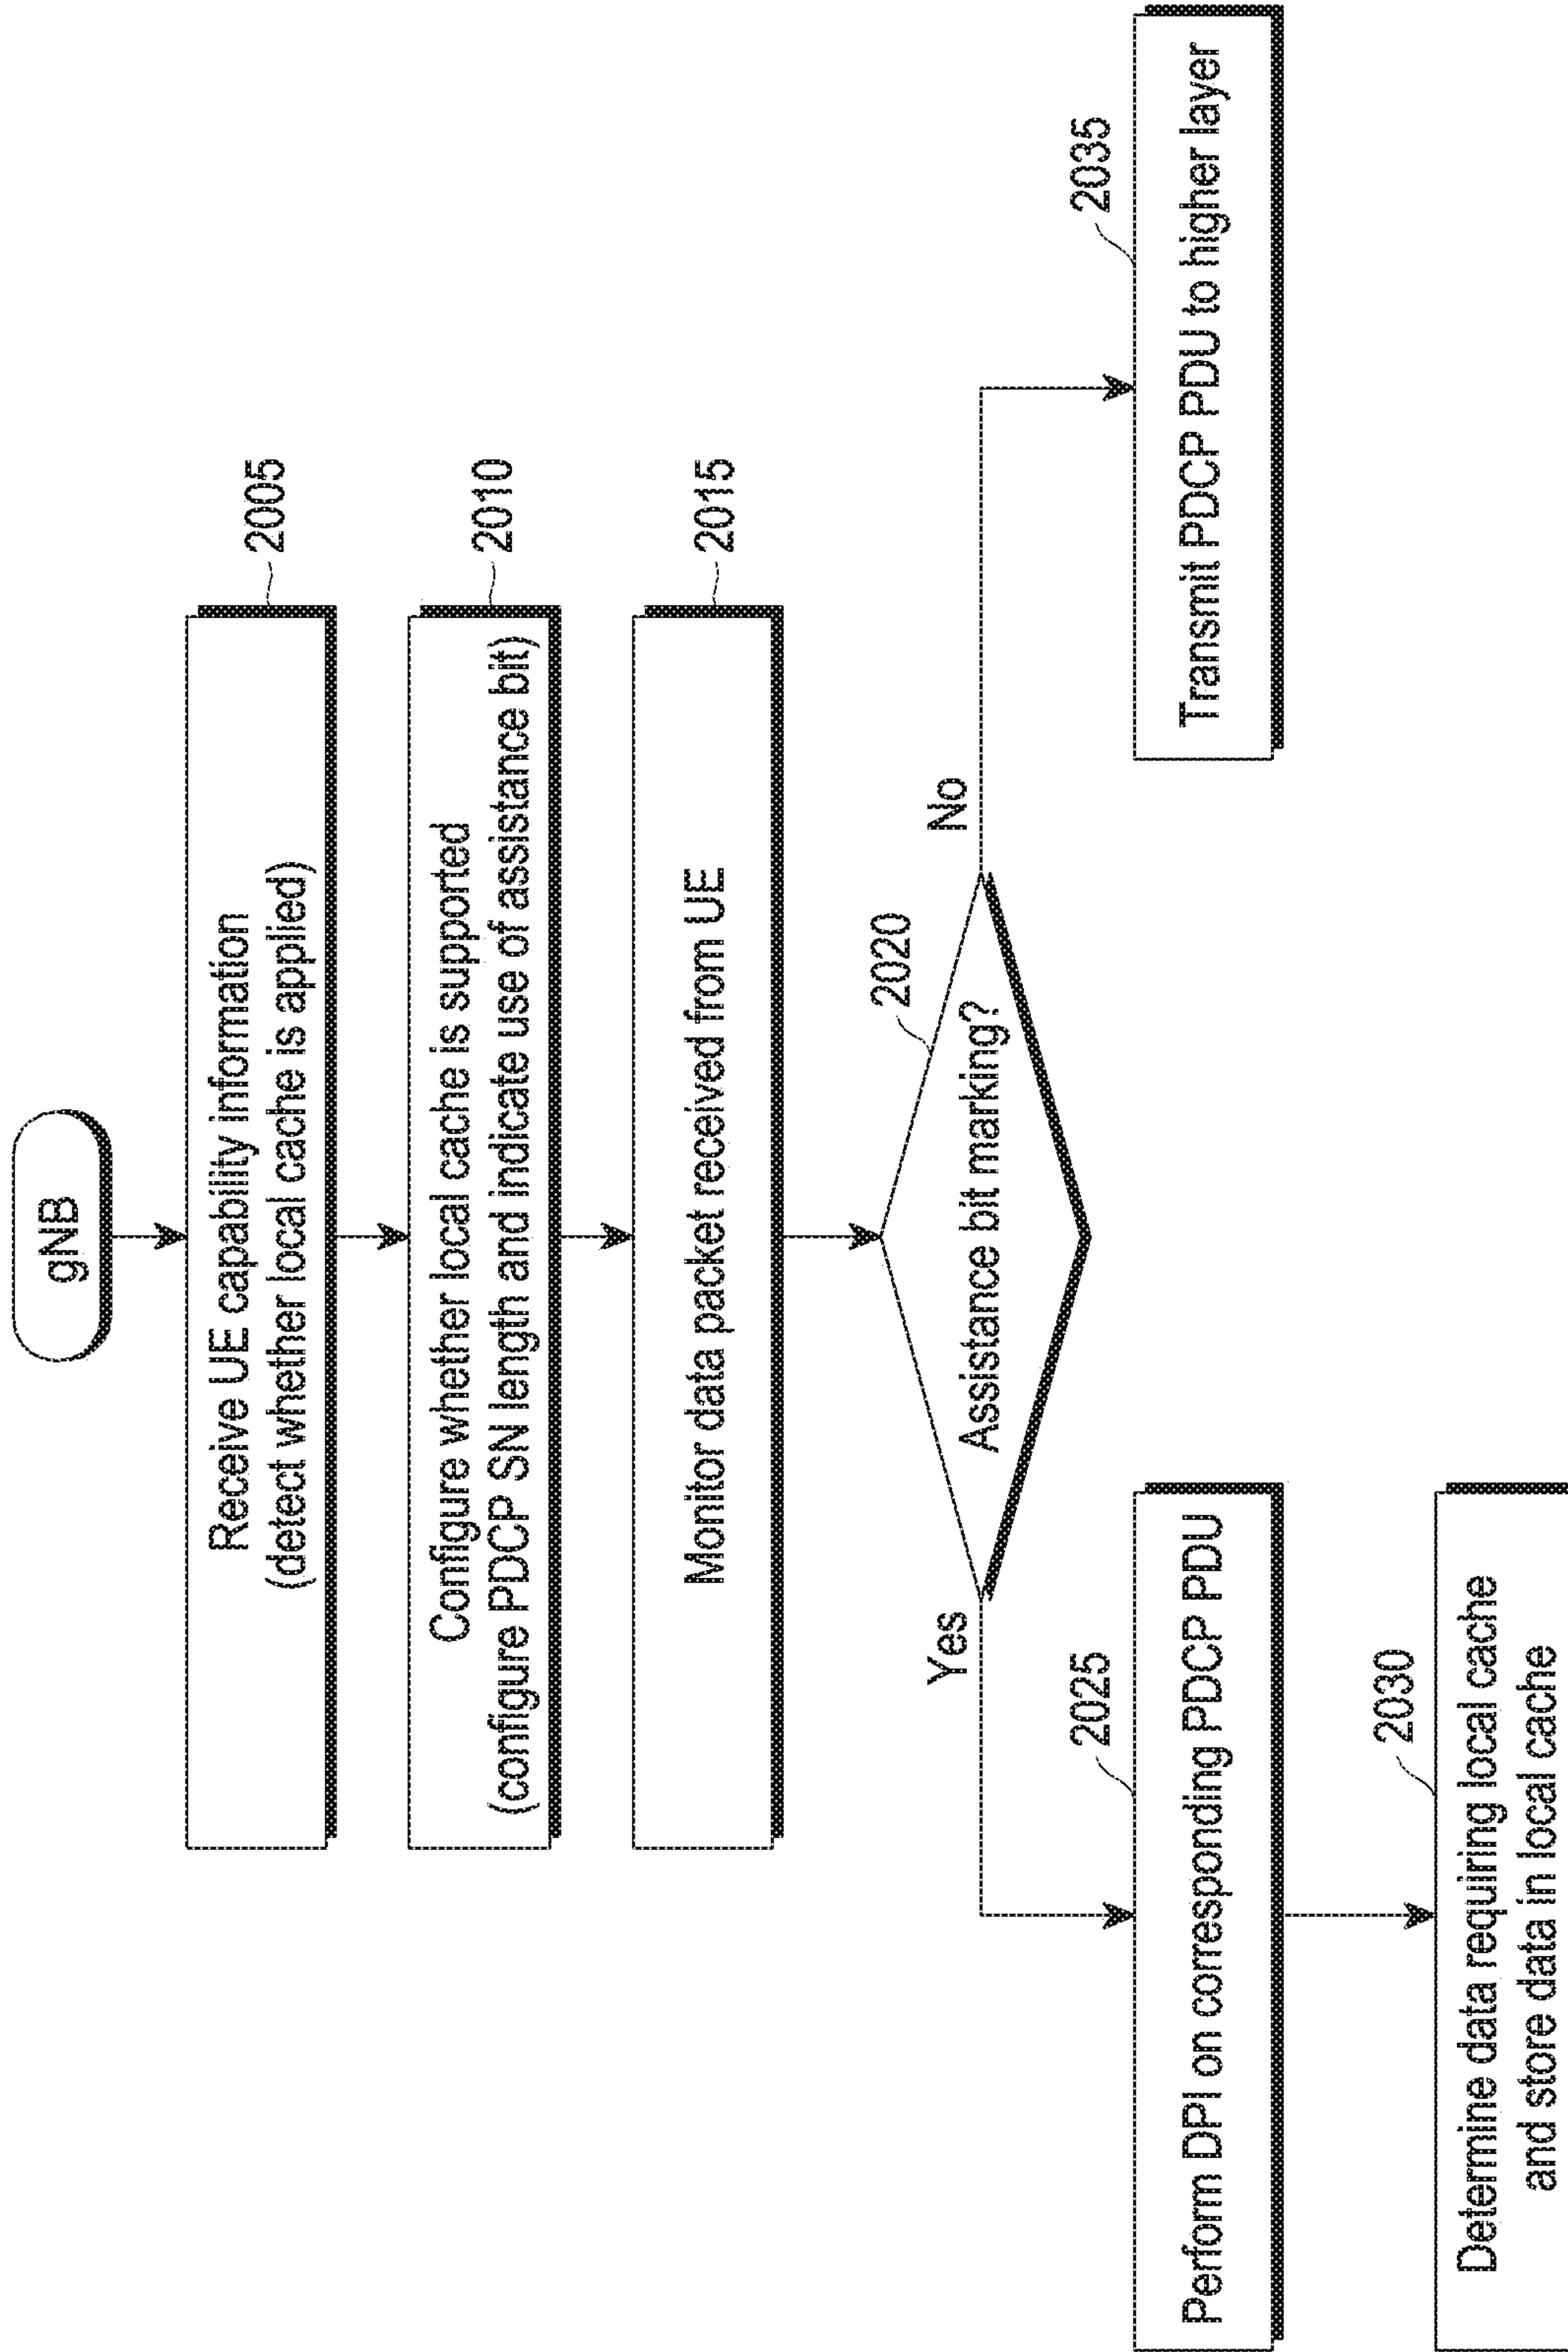 gNB
Receive UE capability information
(detect whether local cache is applied)
2005
Configure whether local cache is supported
(configure PDCP SN length and indicate use of assistance bit)
2010
Monitor data packet received from UE
2015
2020
Assistance bit marking?
Yes
No
2025
Perform DPI on corresponding PDCP PDU
2035
Transmit PDCP PDU to higher layer
2030
Determine data requiring local cache
and store data in local cache